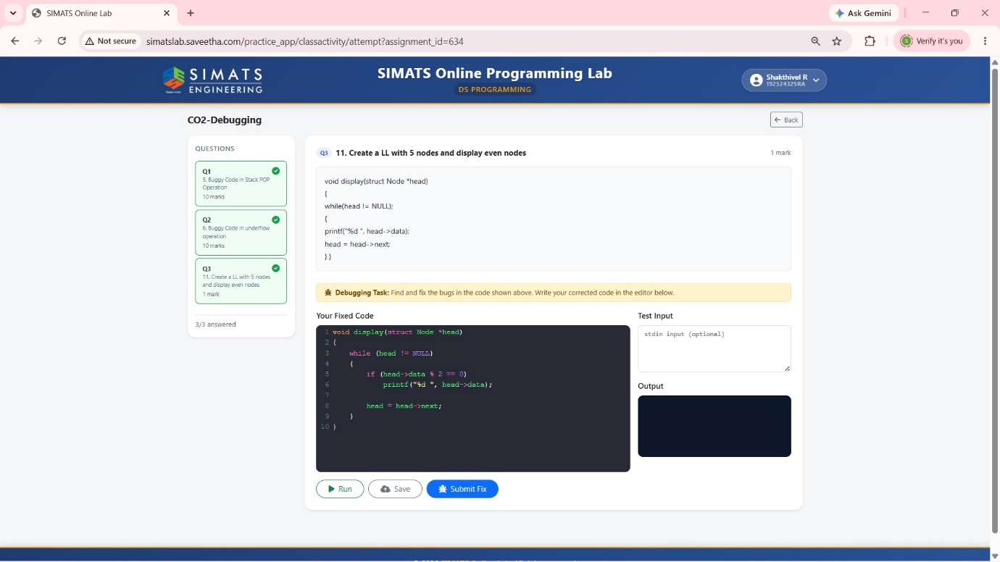 SIMATS Online Lab
Ask Gemini
Not secure
simatslab.saveetha.com/practice_app/classactivity/attempt?assignment_id=634
S
Verify it's you
SIMATS
ENGINEERING
SIMATS Online Programming Lab
DS PROGRAMMING
Shakthivel R
192524325RA
CO2-Debugging
Back
QUESTIONS
Q1
5. Buggy Code in Stack POP
Operation
10 marks
Q2
6. Buggy Code in underflow
operation
10 marks
Q3
11. Create a LL with 5 nodes
and display even nodes
1 mark
3/3 answered
Q3 11. Create a LL with 5 nodes and display even nodes
1 mark
void display(struct Node *head)
{
while(head != NULL);
{
printf("%d ", head->data);
head = head->next;
} }
Debugging Task: Find and fix the bugs in the code shown above. Write your corrected code in the editor below.
Your Fixed Code
1 void display(struct Node *head)
2 {
3     while (head != NULL)
4     {
5         if (head->data % 2 == 0)
6             printf("%d ", head->data);
7
8         head = head->next;
9     }
10 }
Test Input
stdin input (optional)
Output
Run
Save
Submit Fix